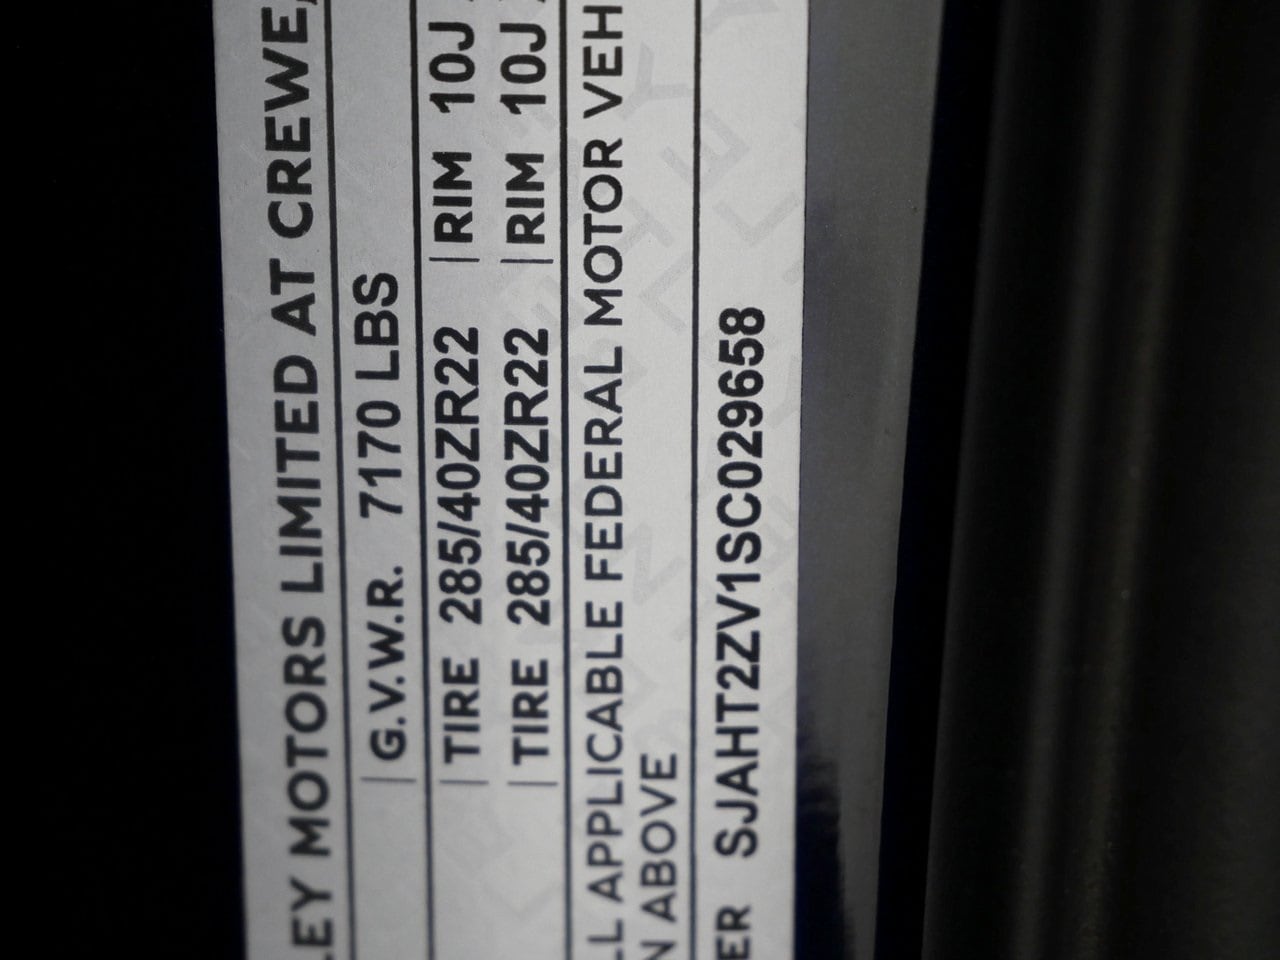 LEY MOTORS LIMITED AT CREWE,
G.V.W.R. 7170 LBS
TIRE 285/40ZR22 RIM 10J
TIRE 285/40ZR22 RIM 10J
LL APPLICABLE FEDERAL MOTOR VEH
N ABOVE
ER SJAHT2ZV1SC029658